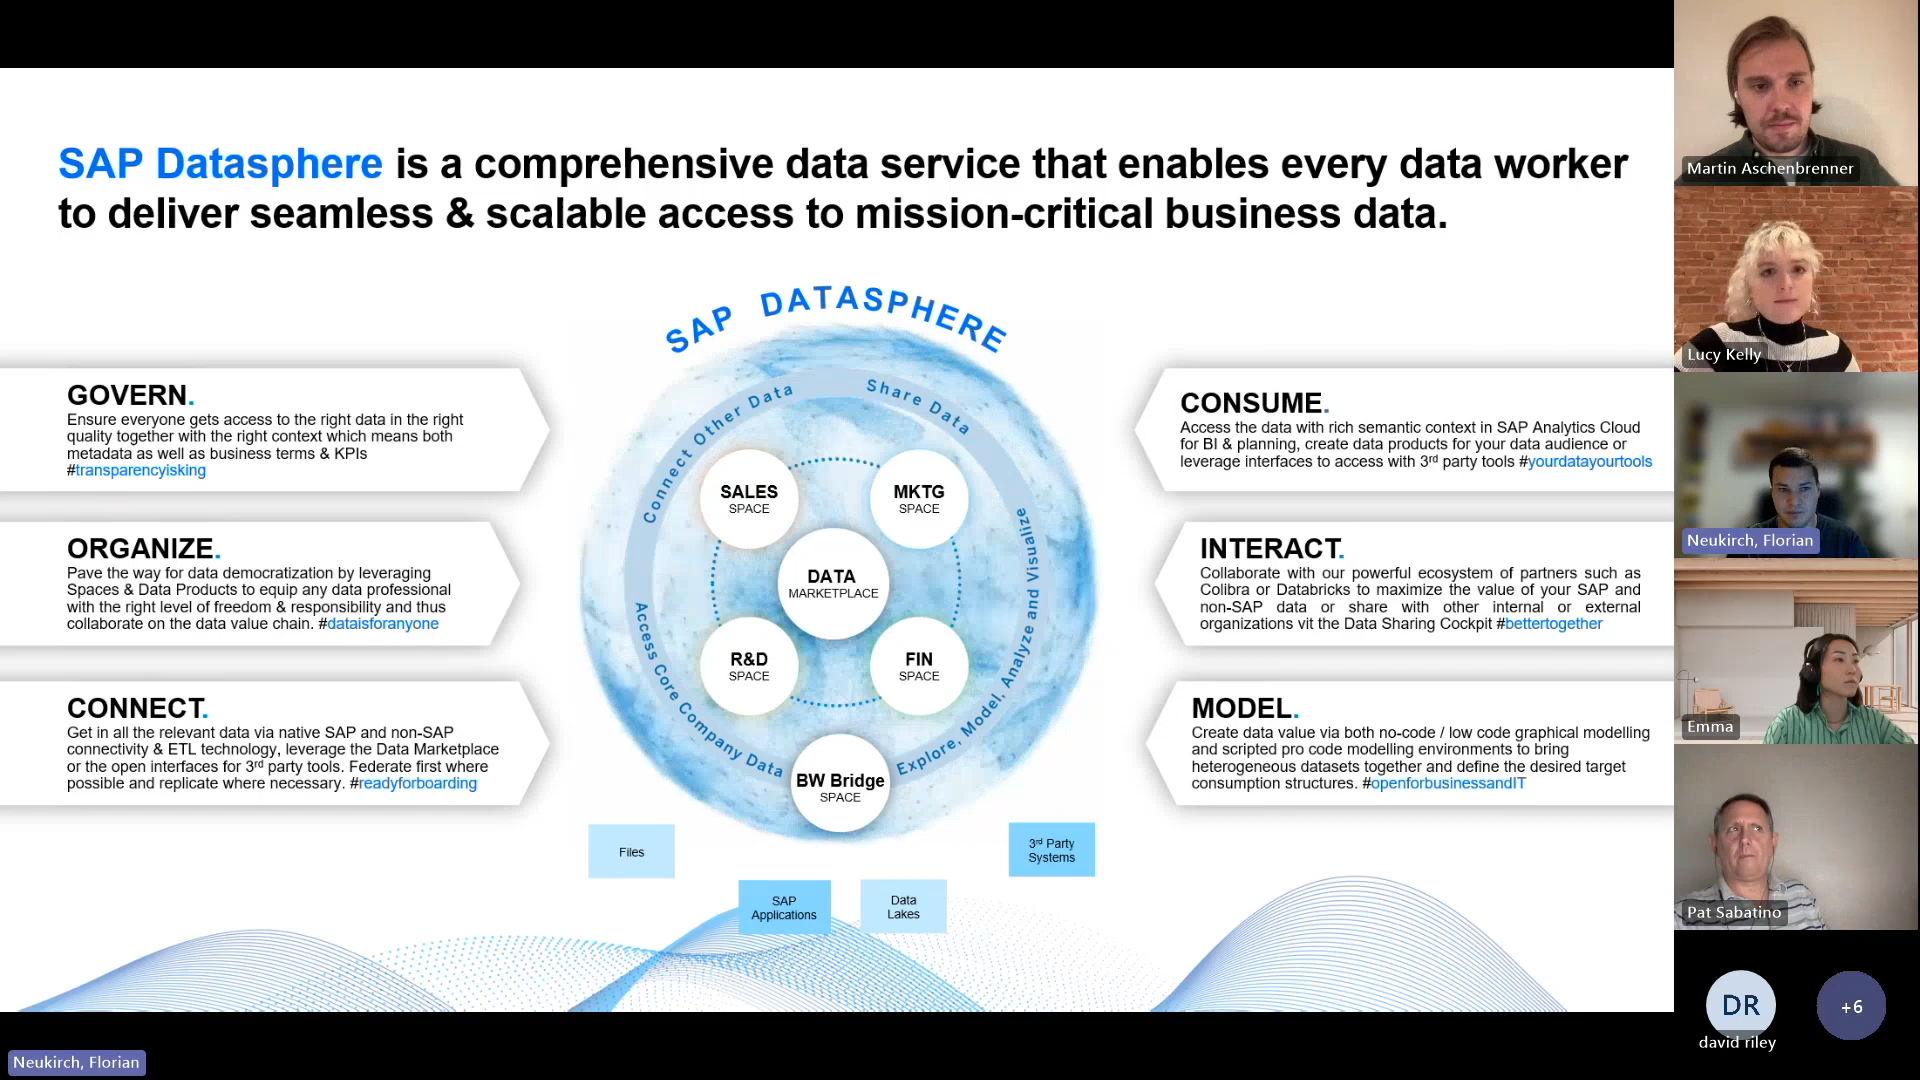 SAP Datasphere is a comprehensive data service that enables every data worker
to deliver seamless & scalable access to mission-critical business data.
SAP DATASPHERE
GOVERN.
Ensure everyone gets access to the right data in the right
quality together with the right context which means both
metadata as well as business terms & KPIs
#transparencyisking
ORGANIZE.
Pave the way for data democratization by leveraging
Spaces & Data Products to equip any data professional
with the right level of freedom & responsibility and thus
collaborate on the data value chain. #dataisforanyone
CONNECT.
Get in all the relevant data via native SAP and non-SAP
connectivity & ETL technology, leverage the Data Marketplace
or the open interfaces for 3rd party tools. Federate first where
possible and replicate where necessary. #readyforboarding
Connect Other Data
Share Data
Access Core Company Data
Explore, Model, Analyze and Visualize
SALES
SPACE
MKTG
SPACE
DATA
MARKETPLACE
R&D
SPACE
FIN
SPACE
BW Bridge
SPACE
Files
SAP
Applications
Data
Lakes
3rd Party
Systems
CONSUME.
Access the data with rich semantic context in SAP Analytics Cloud
for BI & planning, create data products for your data audience or
leverage interfaces to access with 3rd party tools #yourdatayourtools
INTERACT.
Collaborate with our powerful ecosystem of partners such as
Colibra or Databricks to maximize the value of your SAP and
non-SAP data or share with other internal or external
organizations vit the Data Sharing Cockpit #bettertogether
MODEL.
Create data value via both no-code / low code graphical modelling
and scripted pro code modelling environments to bring
heterogeneous datasets together and define the desired target
consumption structures. #openforbusinessandIT
Martin Aschenbrenner
Lucy Kelly
Neukirch, Florian
Emma
Pat Sabatino
DR
david riley
+6
Neukirch, Florian